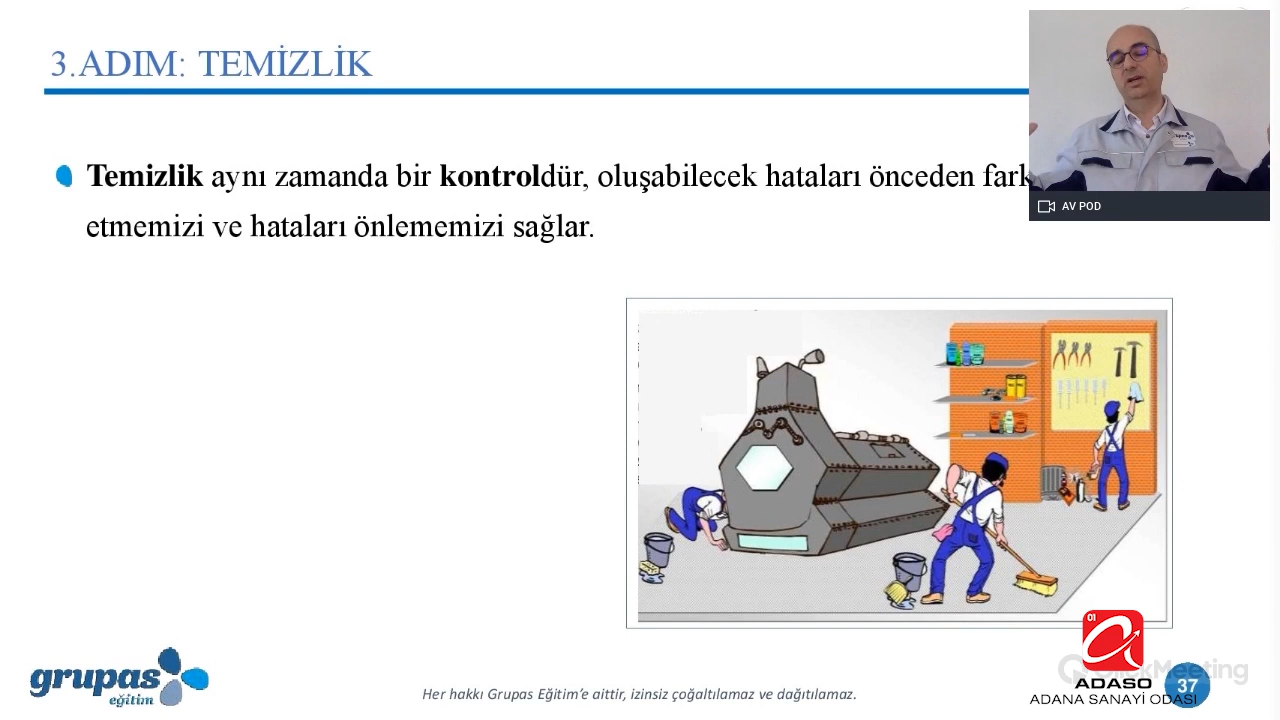 3.ADIM: TEMİZLİK
AV POD
Temizlik aynı zamanda bir kontroldür, oluşabilecek hataları önceden fark
etmemizi ve hataları önlememizi sağlar.
grupas
eğitim
Her hakkı Grupas Eğitim’e aittir, izinsiz çoğaltılamaz ve dağıtılamaz.
01
ClickMeeting
ADASO
ADANA SANAYİ ODASI
37